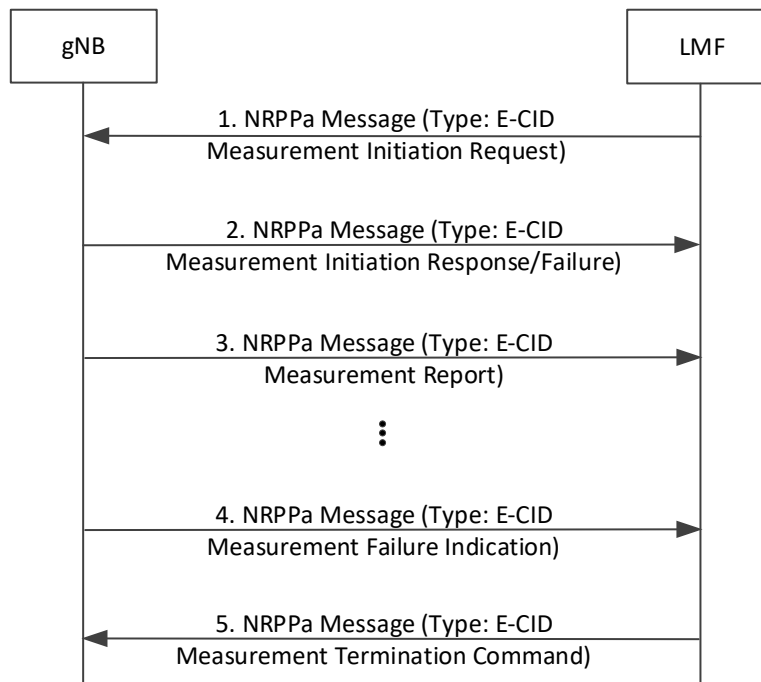 gNB
LMF
1. NRPPa Message (Type: E-CID
Measurement Initiation Request)
2. NRPPa Message (Type: E-CID
Measurement Initiation Response/Failure)
3. NRPPa Message (Type: E-CID
Measurement Report)
4. NRPPa Message (Type: E-CID
Measurement Failure Indication)
5. NRPPa Message (Type: E-CID
Measurement Termination Command)